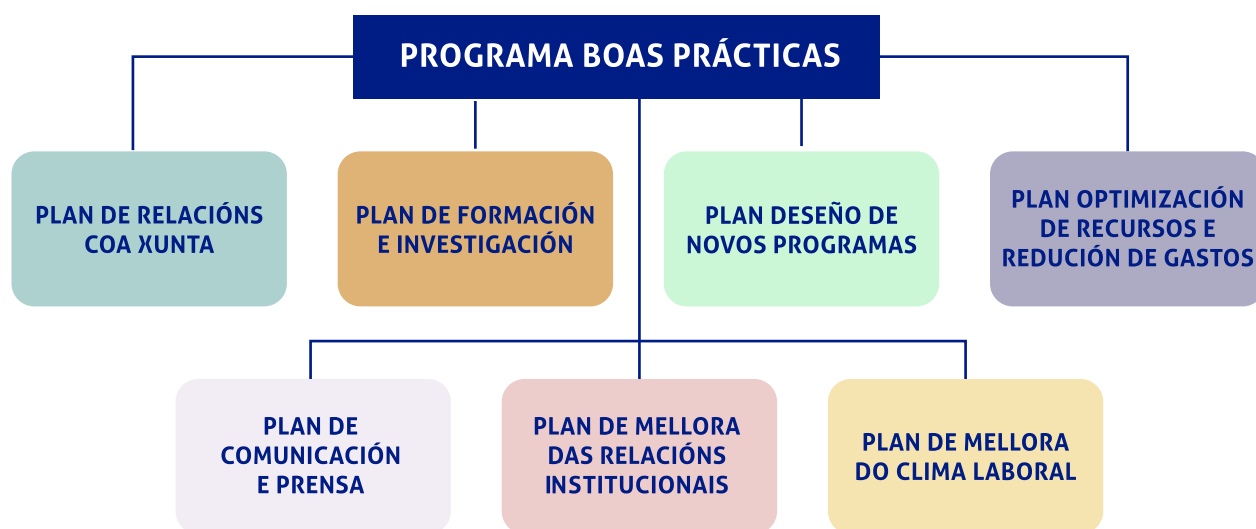 PROGRAMA BOAS PRÁCTICAS
PLAN DE RELACIÓNS
COA XUNTA
PLAN DE FORMACIÓN
E INVESTIGACIÓN
PLAN DESEÑO DE
NOVOS PROGRAMAS
PLAN OPTIMIZACIÓN
DE RECURSOS E
REDUCIÓN DE GASTOS
PLAN DE
COMUNICACIÓN
E PRENSA
PLAN DE MELLORA
DAS RELACIÓNS
INSTITUCIONAIS
PLAN DE MELLORA
DO CLIMA LABORAL